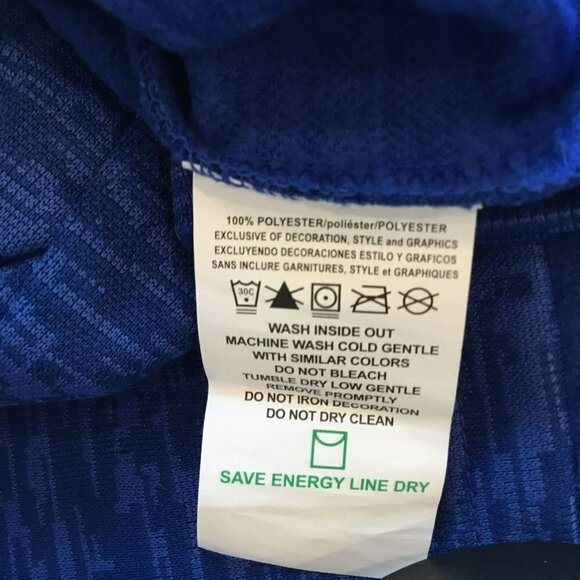 100% POLYESTER/poliéster/POLYESTER
EXCLUSIVE OF DECORATION, STYLE and GRAPHICS
EXCLUYENDO DECORACIONES ESTILO Y GRAFICOS
SANS INCLURE GARNITURES, STYLE et GRAPHIQUES
30C
WASH INSIDE OUT
MACHINE WASH COLD GENTLE
WITH SIMILAR COLORS
DO NOT BLEACH
TUMBLE DRY LOW GENTLE
REMOVE PROMPTLY
DO NOT IRON DECORATION
DO NOT DRY CLEAN
SAVE ENERGY LINE DRY